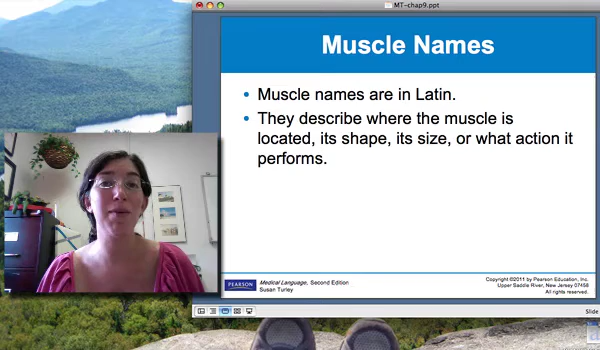 MT-chap9.ppt
Muscle Names
• Muscle names are in Latin.
• They describe where the muscle is
located, its shape, its size, or what action it
performs.
PEARSON
Medical Language, Second Edition
Susan Turley
Copyright ©2011 by Pearson Education, Inc.
Upper Saddle River, New Jersey 07458
All rights reserved.
Slide